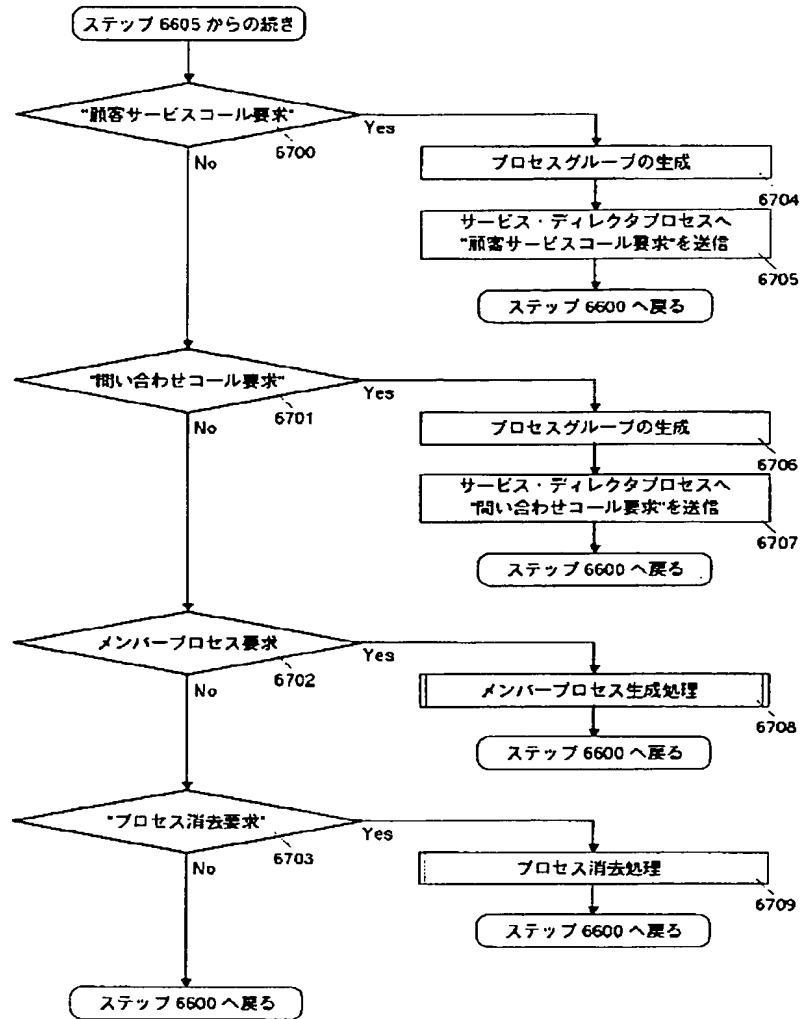 ステップ 6605 からの続き
"顧客サービスコール要求"
6700
Yes
No
プロセスグループの生成
6704
サービス・ディレクタプロセスへ
"顧客サービスコール要求"を送信
6705
ステップ 6600 へ戻る
"問い合わせコール要求"
6701
Yes
No
プロセスグループの生成
6706
サービス・ディレクタプロセスへ
"問い合わせコール要求"を送信
6707
ステップ 6600 へ戻る
メンバープロセス要求
6702
Yes
No
メンバープロセス生成処理
6708
ステップ 6600 へ戻る
"プロセス消去要求"
6703
Yes
No
プロセス消去処理
6709
ステップ 6600 へ戻る
ステップ 6600 へ戻る